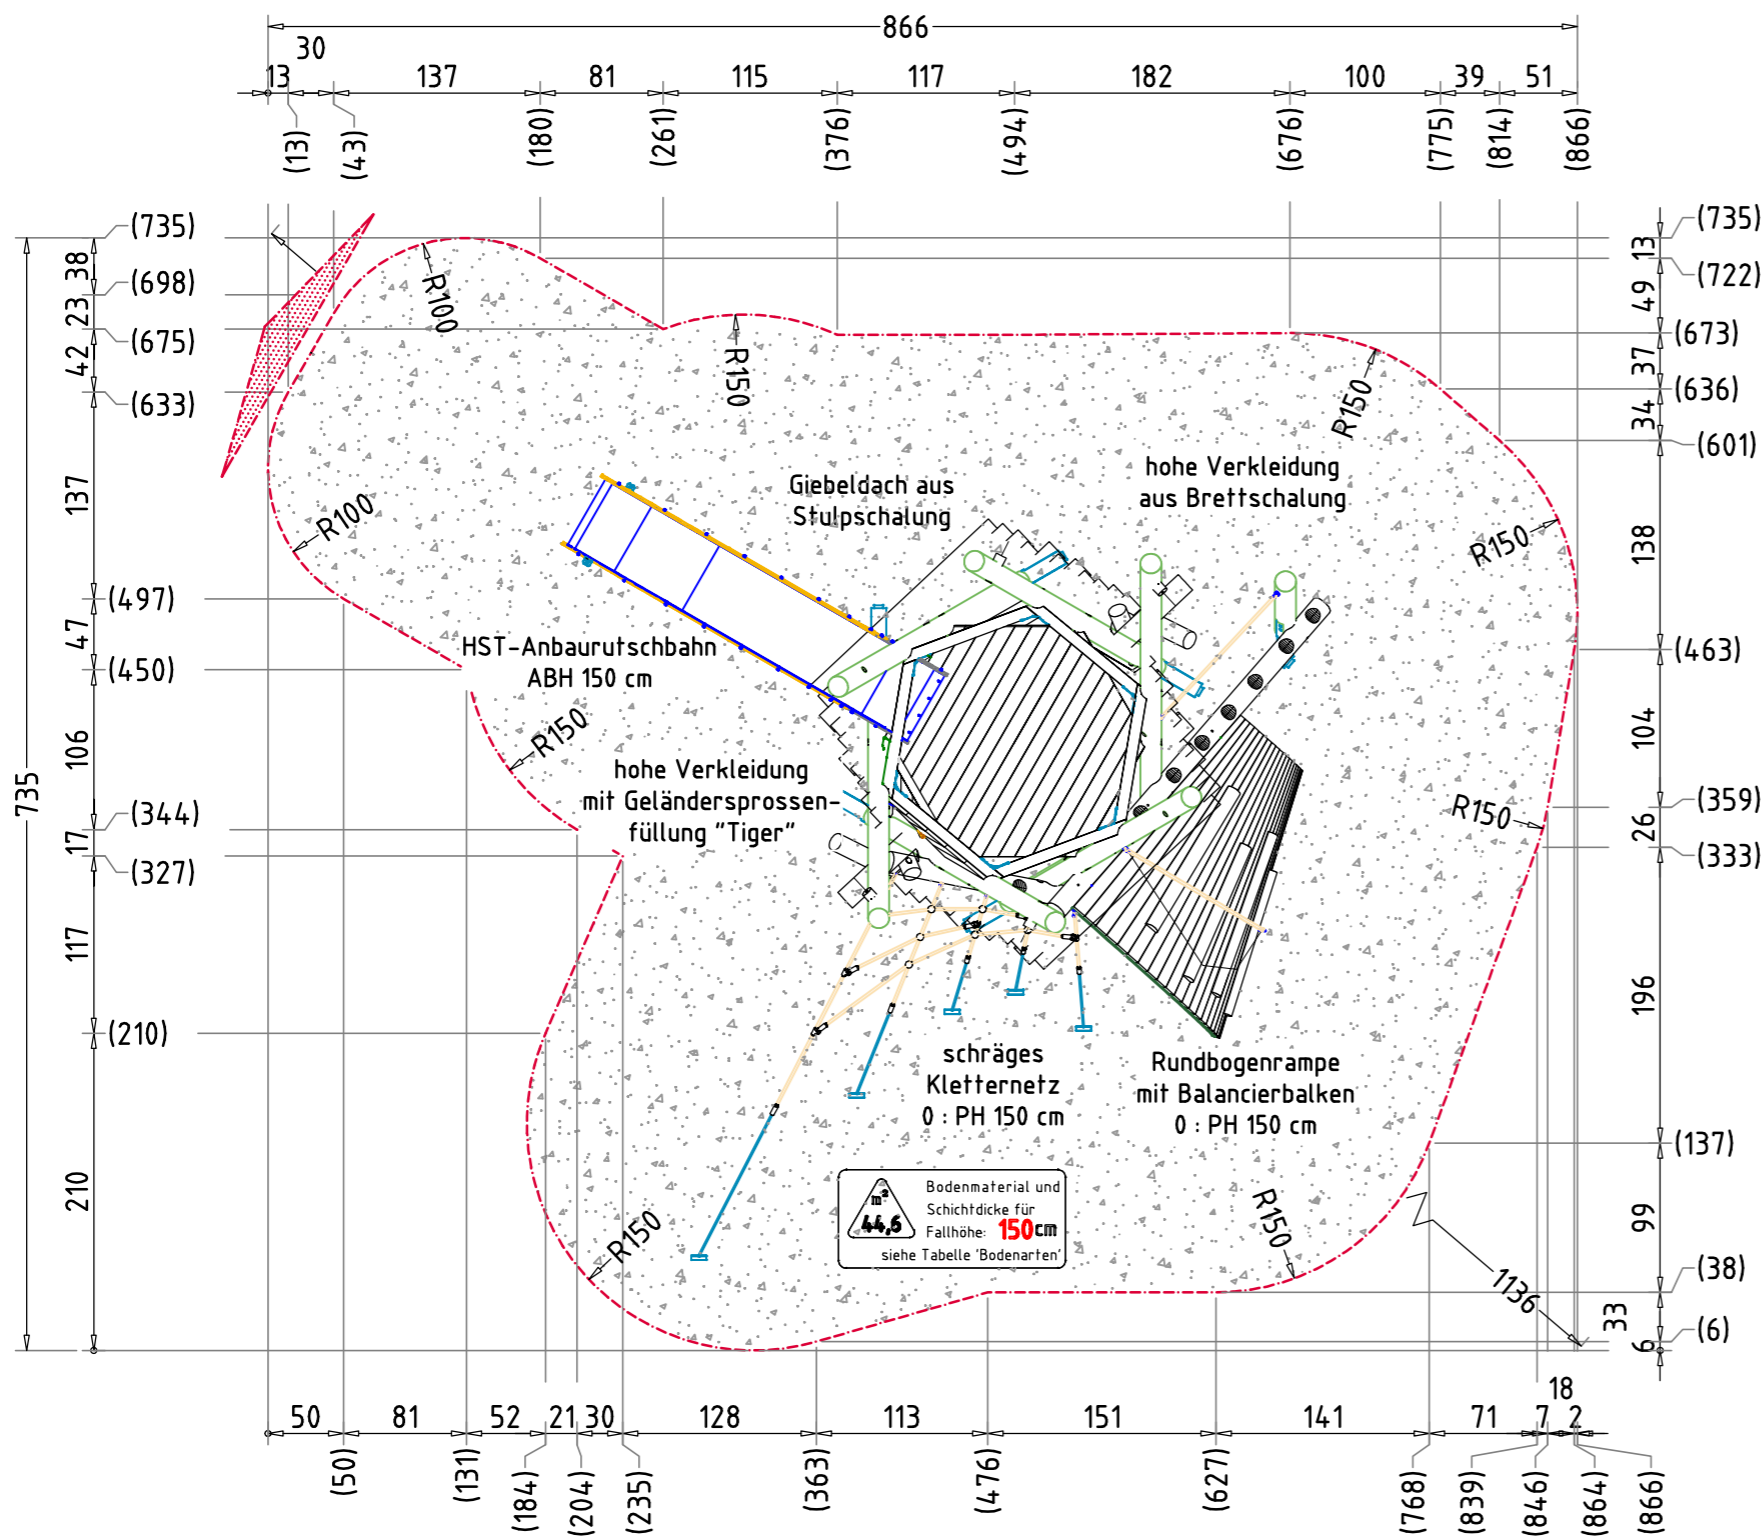 866
30
13 137 81 115 117 182 100 39 51
(13) (43) (180) (261) (376) (494) (676) (775) (814) (866)
735
38
23
42
137
47
106
17
117
210
(735)
(698)
(675)
(633)
(497)
(450)
(344)
(327)
(210)
R100
R150
R150
R100
R150
R150
R150
R150
R150
Giebeldach aus
Stulpschalung
hohe Verkleidung
aus Brettschalung
HST-Anbaurutschbahn
ABH 150 cm
hohe Verkleidung
mit Geländersprossen-
füllung "Tiger"
schräges
Kletternetz
0 : PH 150 cm
Rundbogenrampe
mit Balancierbalken
0 : PH 150 cm
m²
44,6
Bodenmaterial und
Schichtdicke für
Fallhöhe: 150cm
siehe Tabelle 'Bodenarten'
1136
13
49
37
34
138
104
26
196
99
33
6
(735)
(722)
(673)
(636)
(601)
(463)
(359)
(333)
(137)
(38)
(6)
18
50 81 52 21 30 128 113 151 141 71 7 2
(50) (131) (184) (204) (235) (363) (476) (627) (768) (839) (846) (864) (866)